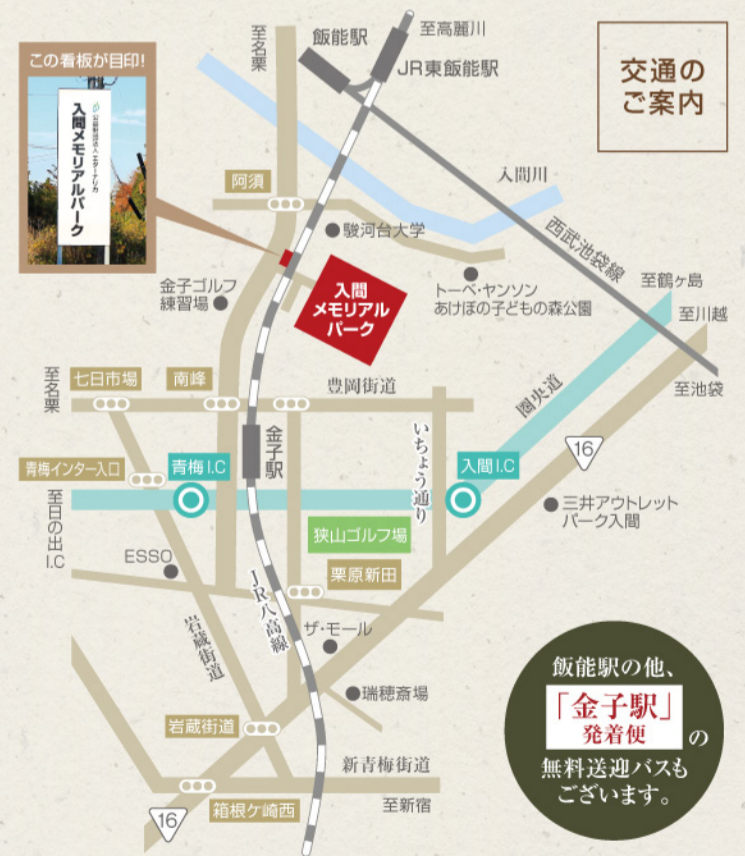 交通の
ご案内
この看板が目印!
公益財団法人 エターナリカ
入間メモリアルパーク
至名栗
飯能駅
至高麗川
JR東飯能駅
入間川
阿須
駿河台大学
西武池袋線
金子ゴルフ
練習場
入間
メモリアル
パーク
トーベ・ヤンソン
あけぼの子どもの森公園
至鶴ヶ島
至川越
至池袋
至名栗
七日市場
南峰
豊岡街道
圏央道
16
金子駅
いちょう通り
青梅インター入口
青梅I.C
入間I.C
至日の出I.C
三井アウトレット
パーク入間
狭山ゴルフ場
ESSO
栗原新田
JR八高線
岩蔵街道
ザ・モール
瑞穂斎場
岩蔵街道
新青梅街道
至新宿
箱根ケ崎西
16
飯能駅の他、
「金子駅」
発着便
の
無料送迎バスも
ございます。